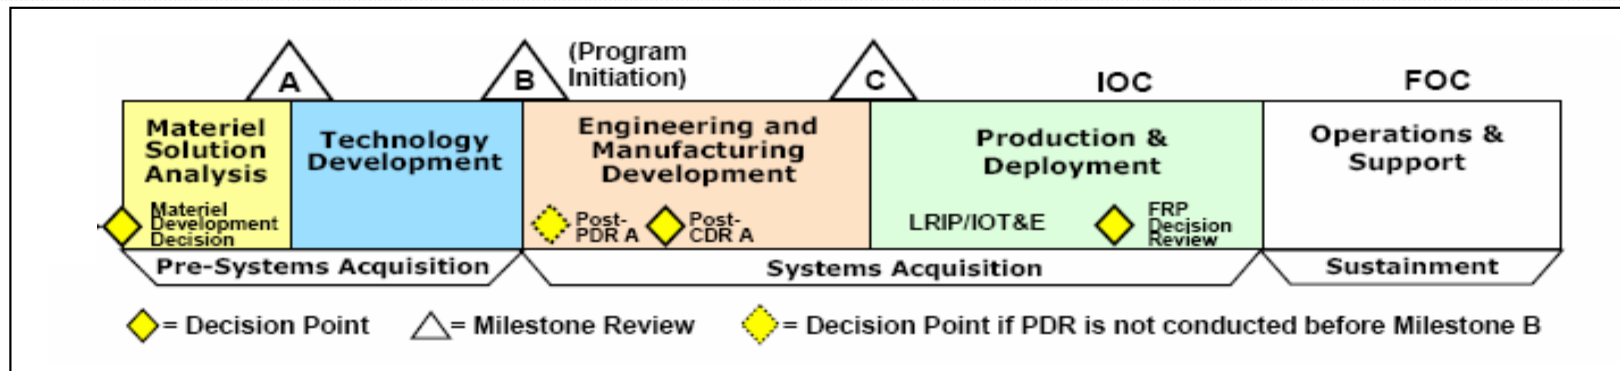 (Program
Initiation)
A
B
C
IOC
FOC
Materiel
Solution
Analysis
Technology
Development
Engineering and
Manufacturing
Development
Production &
Deployment
Operations &
Support
Materiel
Development
Decision
Post-
PDR A
Post-
CDR A
LRIP/IOT&E
FRP
Decision
Review
Pre-Systems Acquisition
Systems Acquisition
Sustainment
= Decision Point
= Milestone Review
= Decision Point if PDR is not conducted before Milestone B